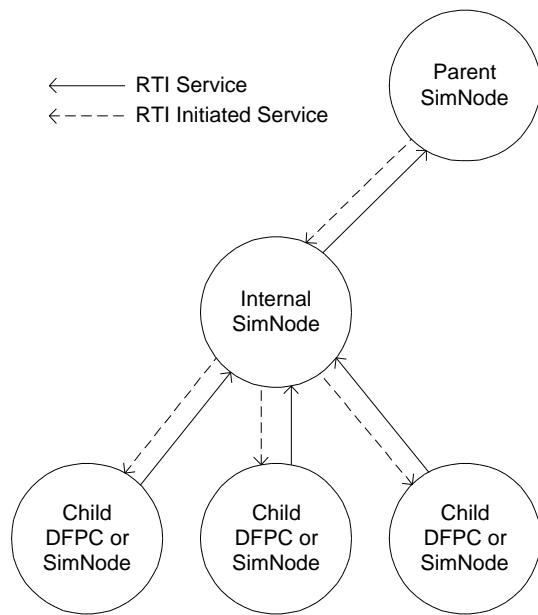 RTI Service
RTI Initiated Service
Parent
SimNode
Internal
SimNode
Child
DFPC or
SimNode
Child
DFPC or
SimNode
Child
DFPC or
SimNode